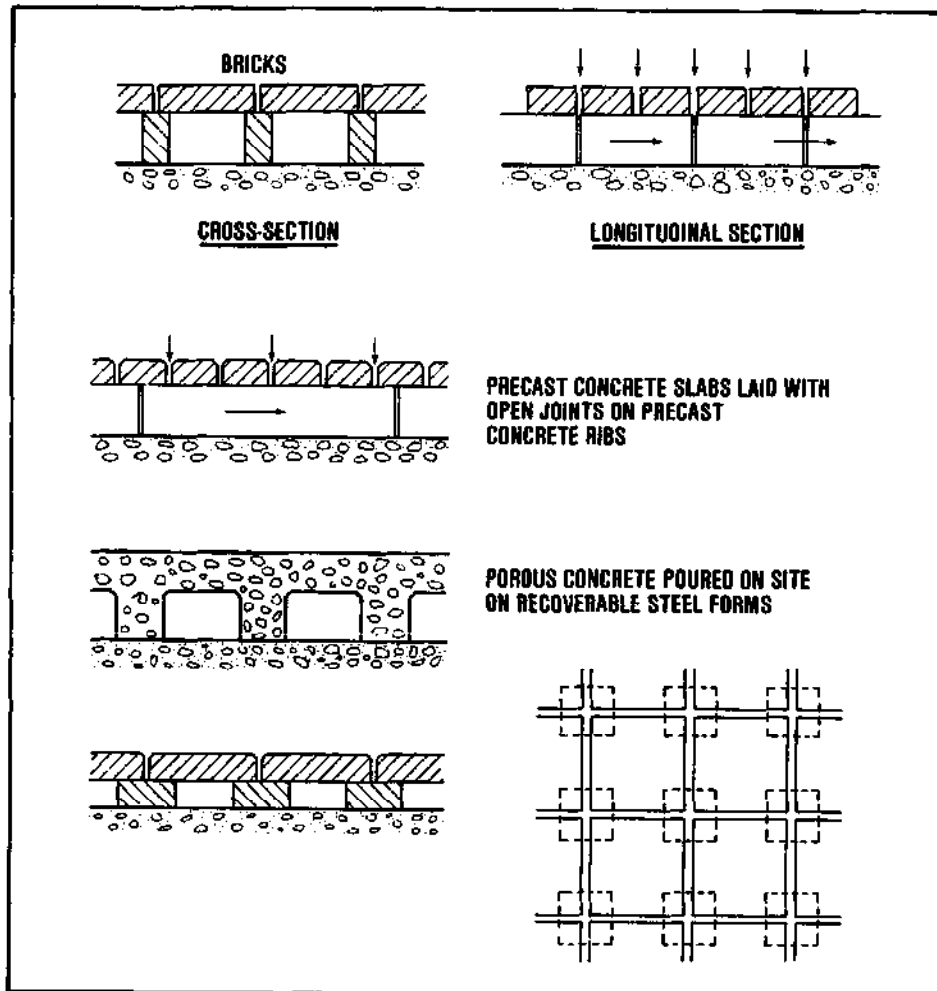 BRICKS
CROSS-SECTION
LONGITUDINAL SECTION
PRECAST CONCRETE SLABS LAID WITH
OPEN JOINTS ON PRECAST
CONCRETE RIBS
POROUS CONCRETE POURED ON SITE
ON RECOVERABLE STEEL FORMS